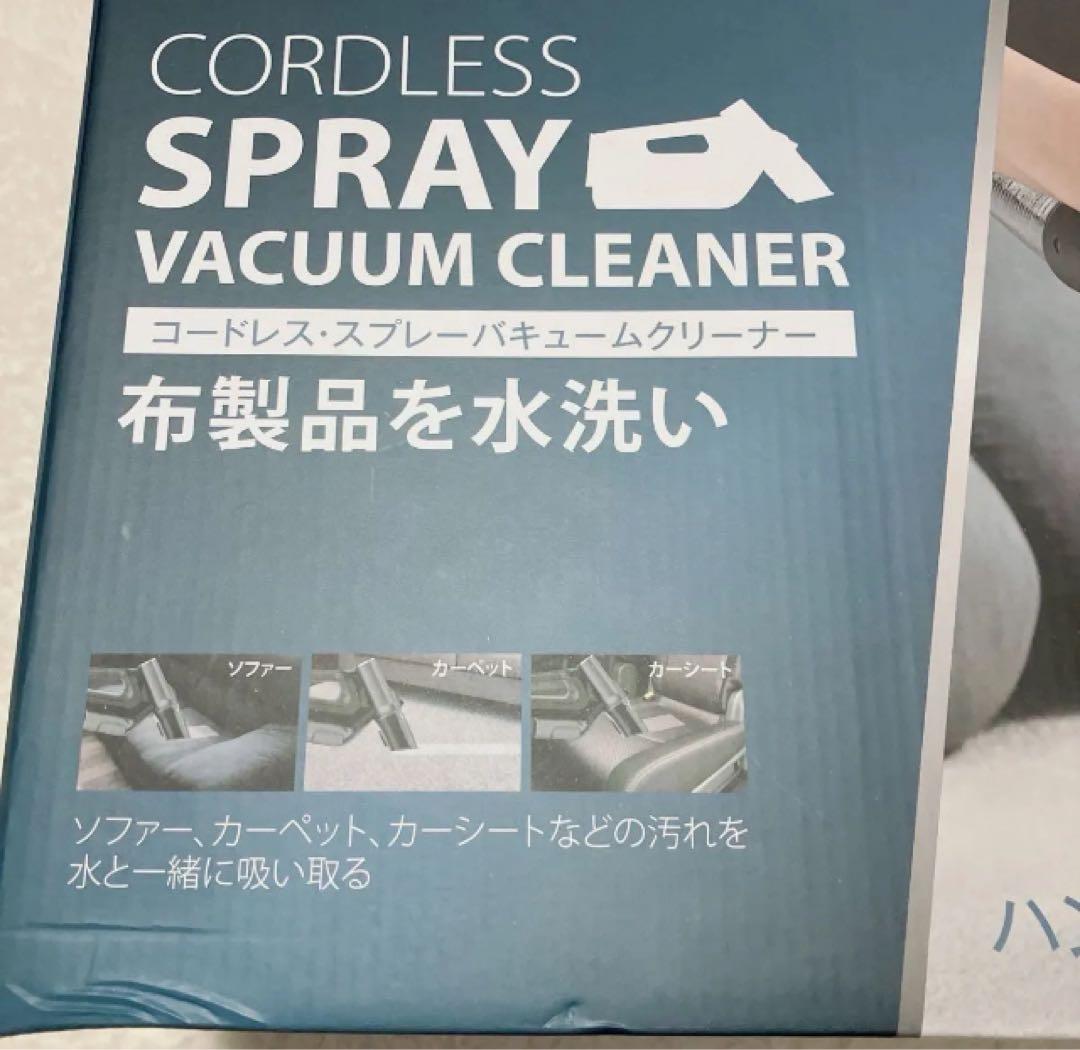 CORDLESS
SPRAY
VACUUM CLEANER
コードレス・スプレーバキュームクリーナー
布製品を水洗い
ソファー
カーペット
カーシート
ソファー、カーペット、カーシートなどの汚れを
水と一緒に吸い取る
ハン